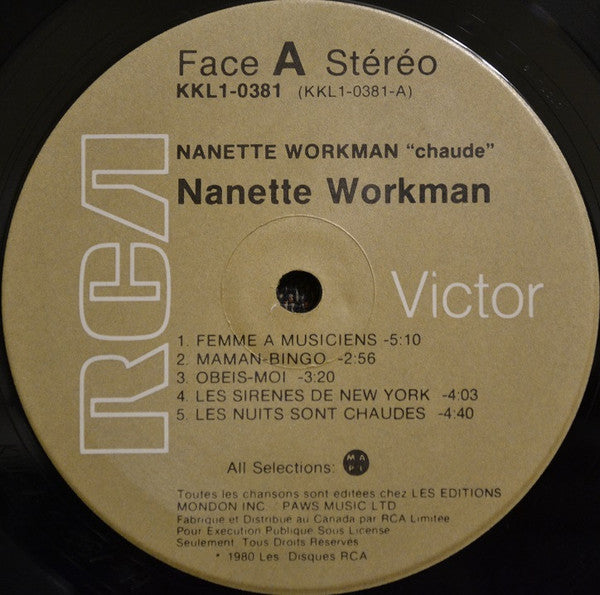 Face A Stéréo
KKL1-0381 (KKL1-0381-A)
NANETTE WORKMAN "chaude"
Nanette Workman
RCA
Victor
1. FEMME A MUSICIENS -5:10
2. MAMAN-BINGO -2:56
3. OBEIS-MOI -3:20
4. LES SIRENES DE NEW YORK -4:03
5. LES NUITS SONT CHAUDES -4:40
All Selections: MAPL
Toutes les chansons sont editées chez LES EDITIONS
MONDON INC. PAWS MUSIC LTD
Fabriqué et Distribué au Canada par RCA Limitée
Pour Execution Publique Sous License
Seulement. Tous Droits Reservés
* 1980 Les Disques RCA